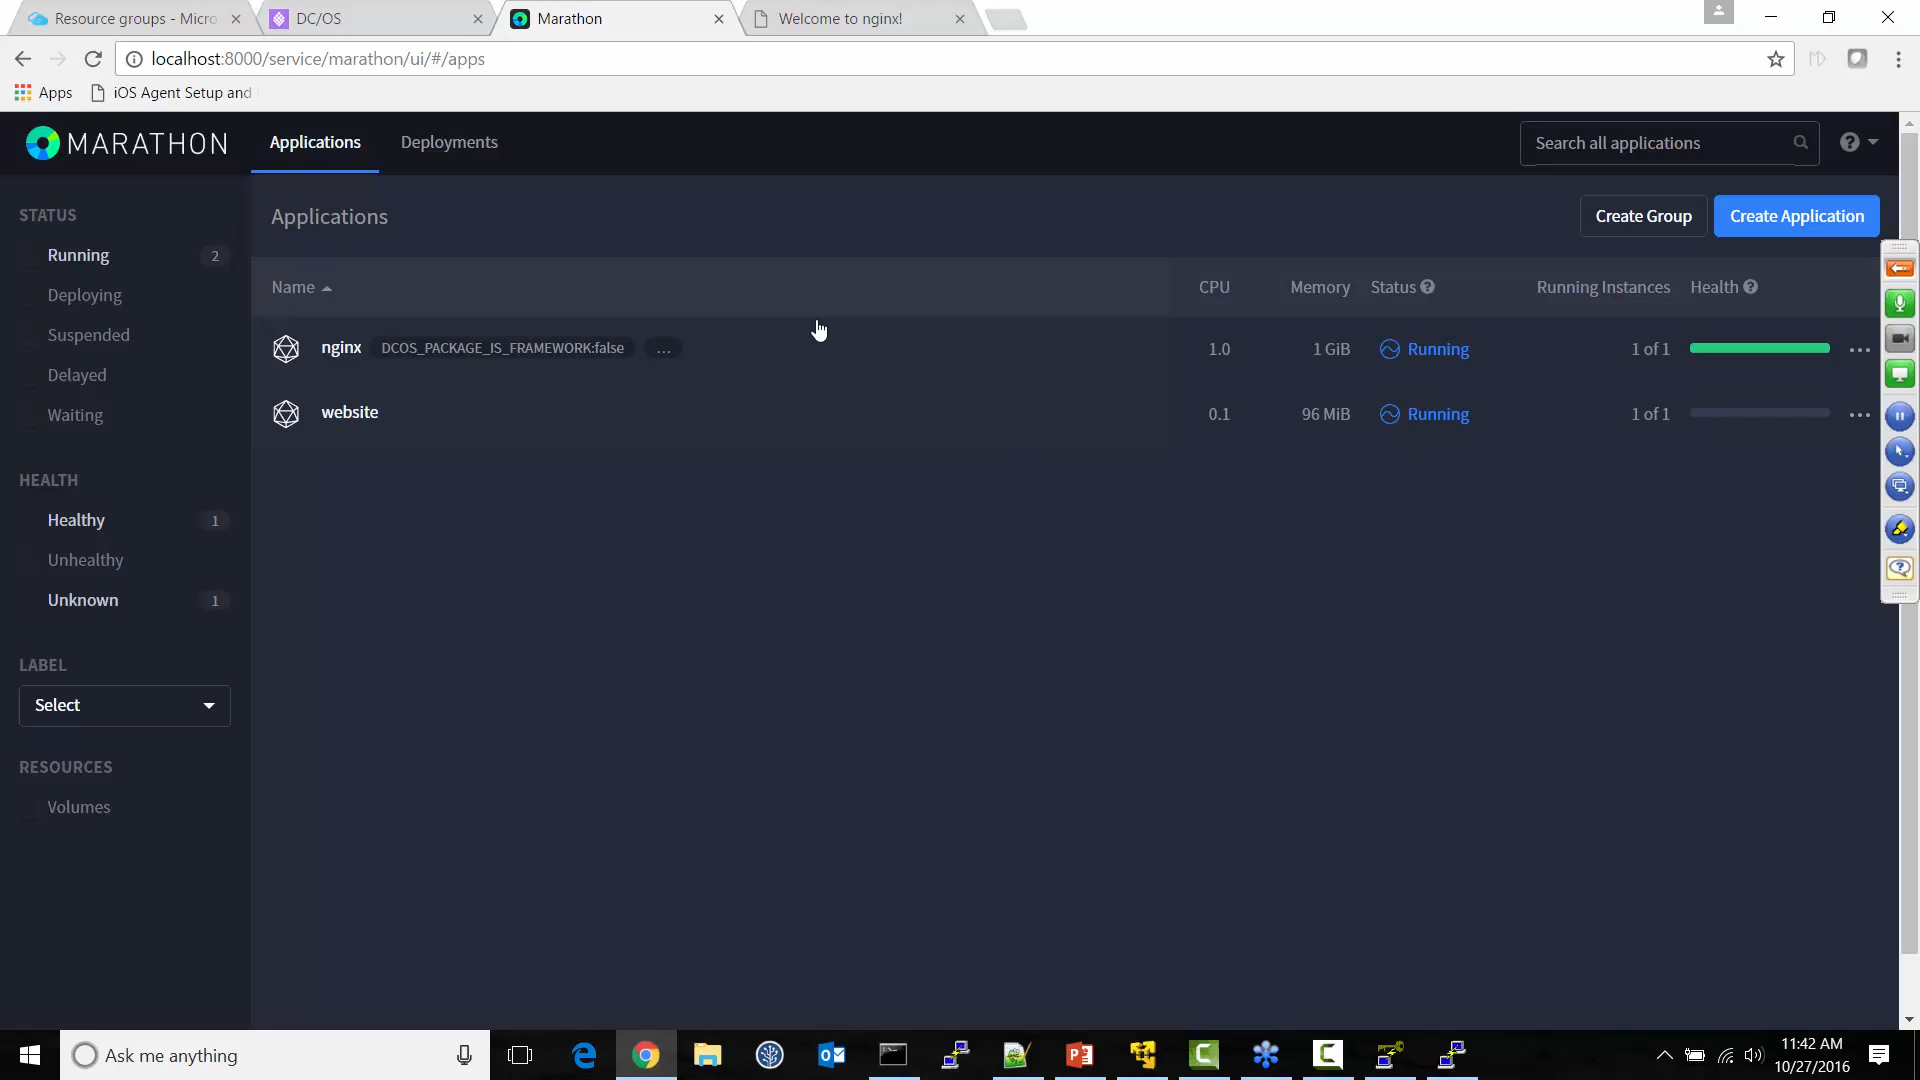 Resource groups - Micro
DC/OS
Marathon
Welcome to nginx!
localhost:8000/service/marathon/ui/#/apps
Apps
iOS Agent Setup and
MARATHON
Applications
Deployments
Search all applications
STATUS
Running 2
Deploying
Suspended
Delayed
Waiting
HEALTH
Healthy 1
Unhealthy
Unknown 1
LABEL
Select
RESOURCES
Volumes
Applications
Create Group
Create Application
Name CPU Memory Status Running Instances Health
nginx DCOS_PACKAGE_IS_FRAMEWORK:false ... 1.0 1 GiB Running 1 of 1
website 0.1 96 MiB Running 1 of 1
Ask me anything
11:42 AM
10/27/2016